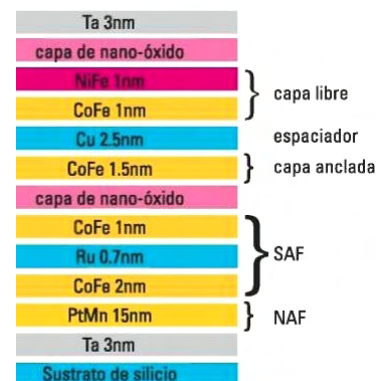 Ta 3nm
capa de nano-óxido
NiFe 1nm
CoFe 1nm
capa libre
Cu 2.5nm
espaciador
CoFe 1.5nm
capa anclada
capa de nano-óxido
CoFe 1nm
Ru 0.7nm
SAF
CoFe 2nm
PtMn 15nm
NAF
Ta 3nm
Sustrato de silicio